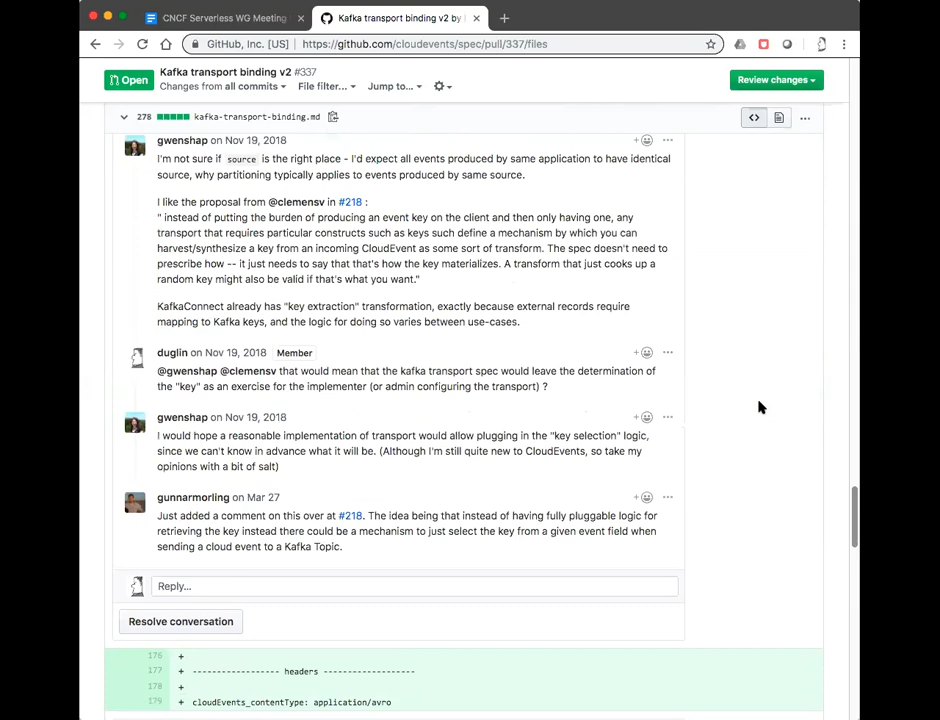 CNCF Serverless WG Meeting
Kafka transport binding v2 by
GitHub, Inc. [US]
https://github.com/cloudevents/spec/pull/337/files
Open
Kafka transport binding v2 #337
Changes from all commits
File filter...
Jump to...
Review changes
278
kafka-transport-binding.md
gwenshap on Nov 19, 2018
I'm not sure if source is the right place - I'd expect all events produced by same application to have identical
source, why partitioning typically applies to events produced by same source.
I like the proposal from @clemensv in #218 :
" instead of putting the burden of producing an event key on the client and then only having one, any
transport that requires particular constructs such as keys such define a mechanism by which you can
harvest/synthesize a key from an incoming CloudEvent as some sort of transform. The spec doesn't need to
prescribe how -- it just needs to say that that's how the key materializes. A transform that just cooks up a
random key might also be valid if that's what you want."
KafkaConnect already has "key extraction" transformation, exactly because external records require
mapping to Kafka keys, and the logic for doing so varies between use-cases.
duglin on Nov 19, 2018 Member
@gwenshap @clemensv that would mean that the kafka transport spec would leave the determination of
the "key" as an exercise for the implementer (or admin configuring the transport) ?
gwenshap on Nov 19, 2018
I would hope a reasonable implementation of transport would allow plugging in the "key selection" logic,
since we can't know in advance what it will be. (Although I'm still quite new to CloudEvents, so take my
opinions with a bit of salt)
gunnarmorling on Mar 27
Just added a comment on this over at #218. The idea being that instead of having fully pluggable logic for
retrieving the key instead there could be a mechanism to just select the key from a given event field when
sending a cloud event to a Kafka Topic.
Reply...
Resolve conversation
176 +
177 + ----------------- headers ------------------
178 +
179 + cloudEvents_contentType: application/avro